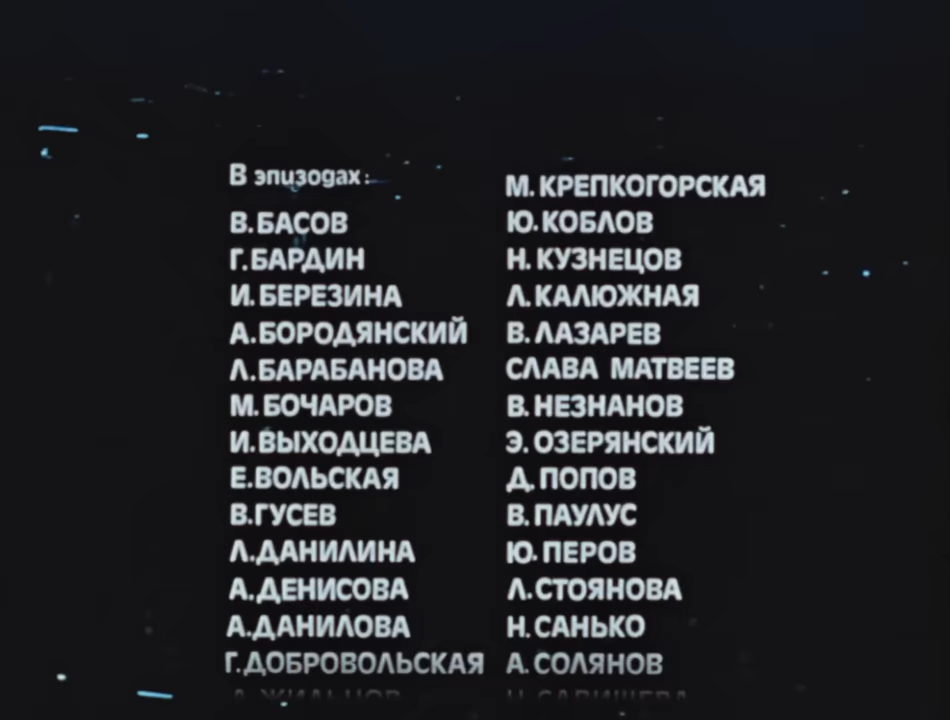 В эпизодах:
В. БАСОВ
Г. БАРДИН
И. БЕРЕЗИНА
А. БОРОДЯНСКИЙ
Л. БАРАБАНОВА
М. БОЧАРОВ
И. ВЫХОДЦЕВА
Е. ВОЛЬСКАЯ
В. ГУСЕВ
Л. ДАНИЛИНА
А. ДЕНИСОВА
А. ДАНИЛОВА
Г. ДОБРОВОЛЬСКАЯ
М. КРЕПКОГОРСКАЯ
Ю. КОБЛОВ
Н. КУЗНЕЦОВ
Л. КАЛЮЖНАЯ
В. ЛАЗАРЕВ
СЛАВА МАТВЕЕВ
В. НЕЗНАНОВ
Э. ОЗЕРЯНСКИЙ
Д. ПОПОВ
В. ПАУЛУС
Ю. ПЕРОВ
Л. СТОЯНОВА
Н. САНЬКО
А. СОЛЯНОВ